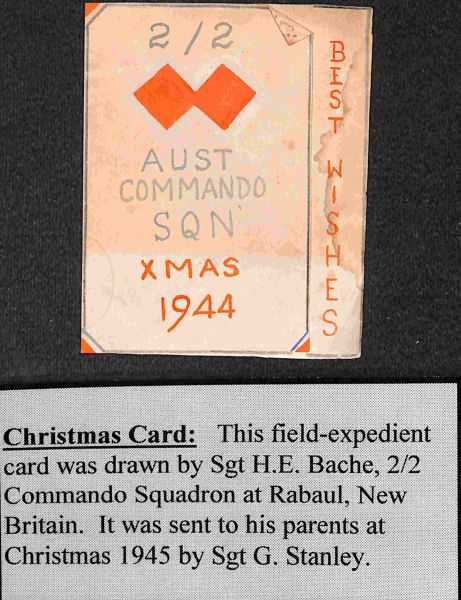 2/2
AUST
COMMANDO
SQN
XMAS
1944
BEST WISHES
Christmas Card: This field-expedient
card was drawn by Sgt H.E. Bache, 2/2
Commando Squadron at Rabaul, New
Britain. It was sent to his parents at
Christmas 1945 by Sgt G. Stanley.